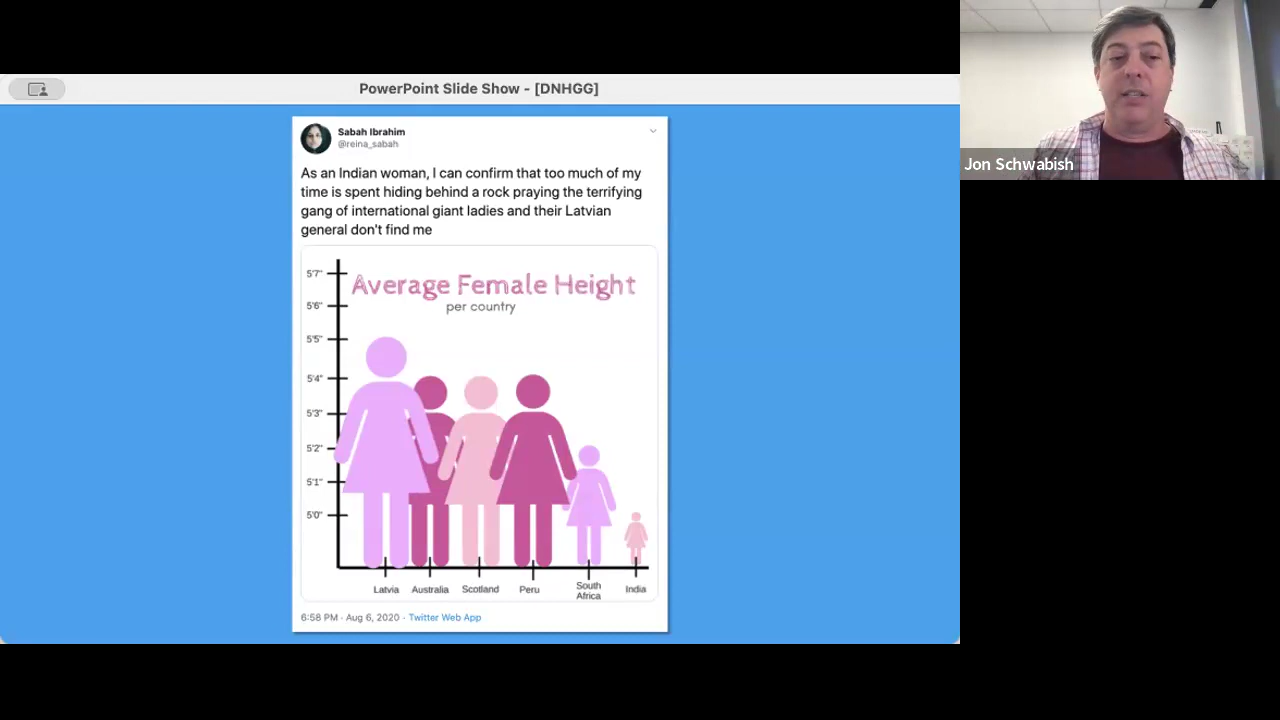 PowerPoint Slide Show - [DNHGG]
Jon Schwabish
Sabah Ibrahim
@reina_sabah
As an Indian woman, I can confirm that too much of my
time is spent hiding behind a rock praying the terrifying
gang of international giant ladies and their Latvian
general don't find me
Average Female Height
per country
5'7"
5'6"
5'5"
5'4"
5'3"
5'2"
5'1"
5'0"
Latvia Australia Scotland Peru South Africa India
6:58 PM · Aug 6, 2020 · Twitter Web App